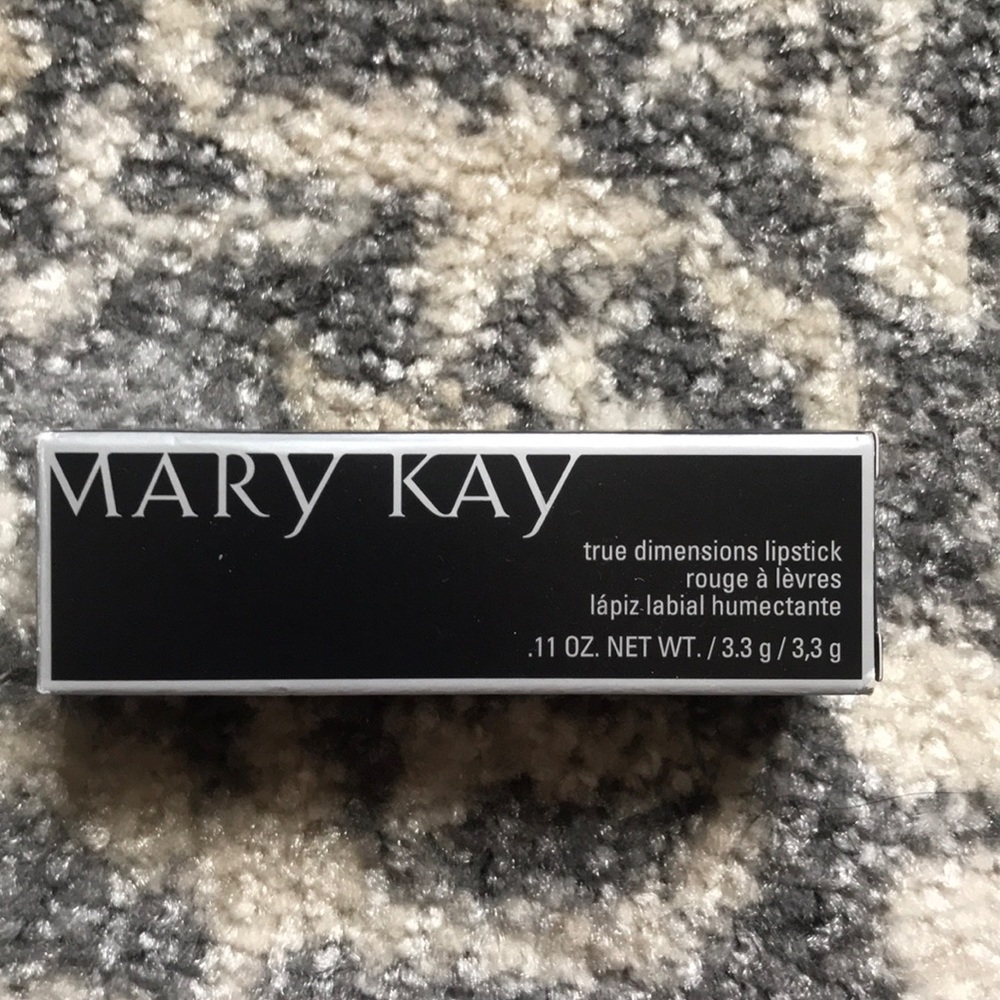 MARY KAY
true dimensions lipstick
rouge à lèvres
lápiz labial humectante
.11 OZ. NET WT. / 3.3 g / 3,3 g